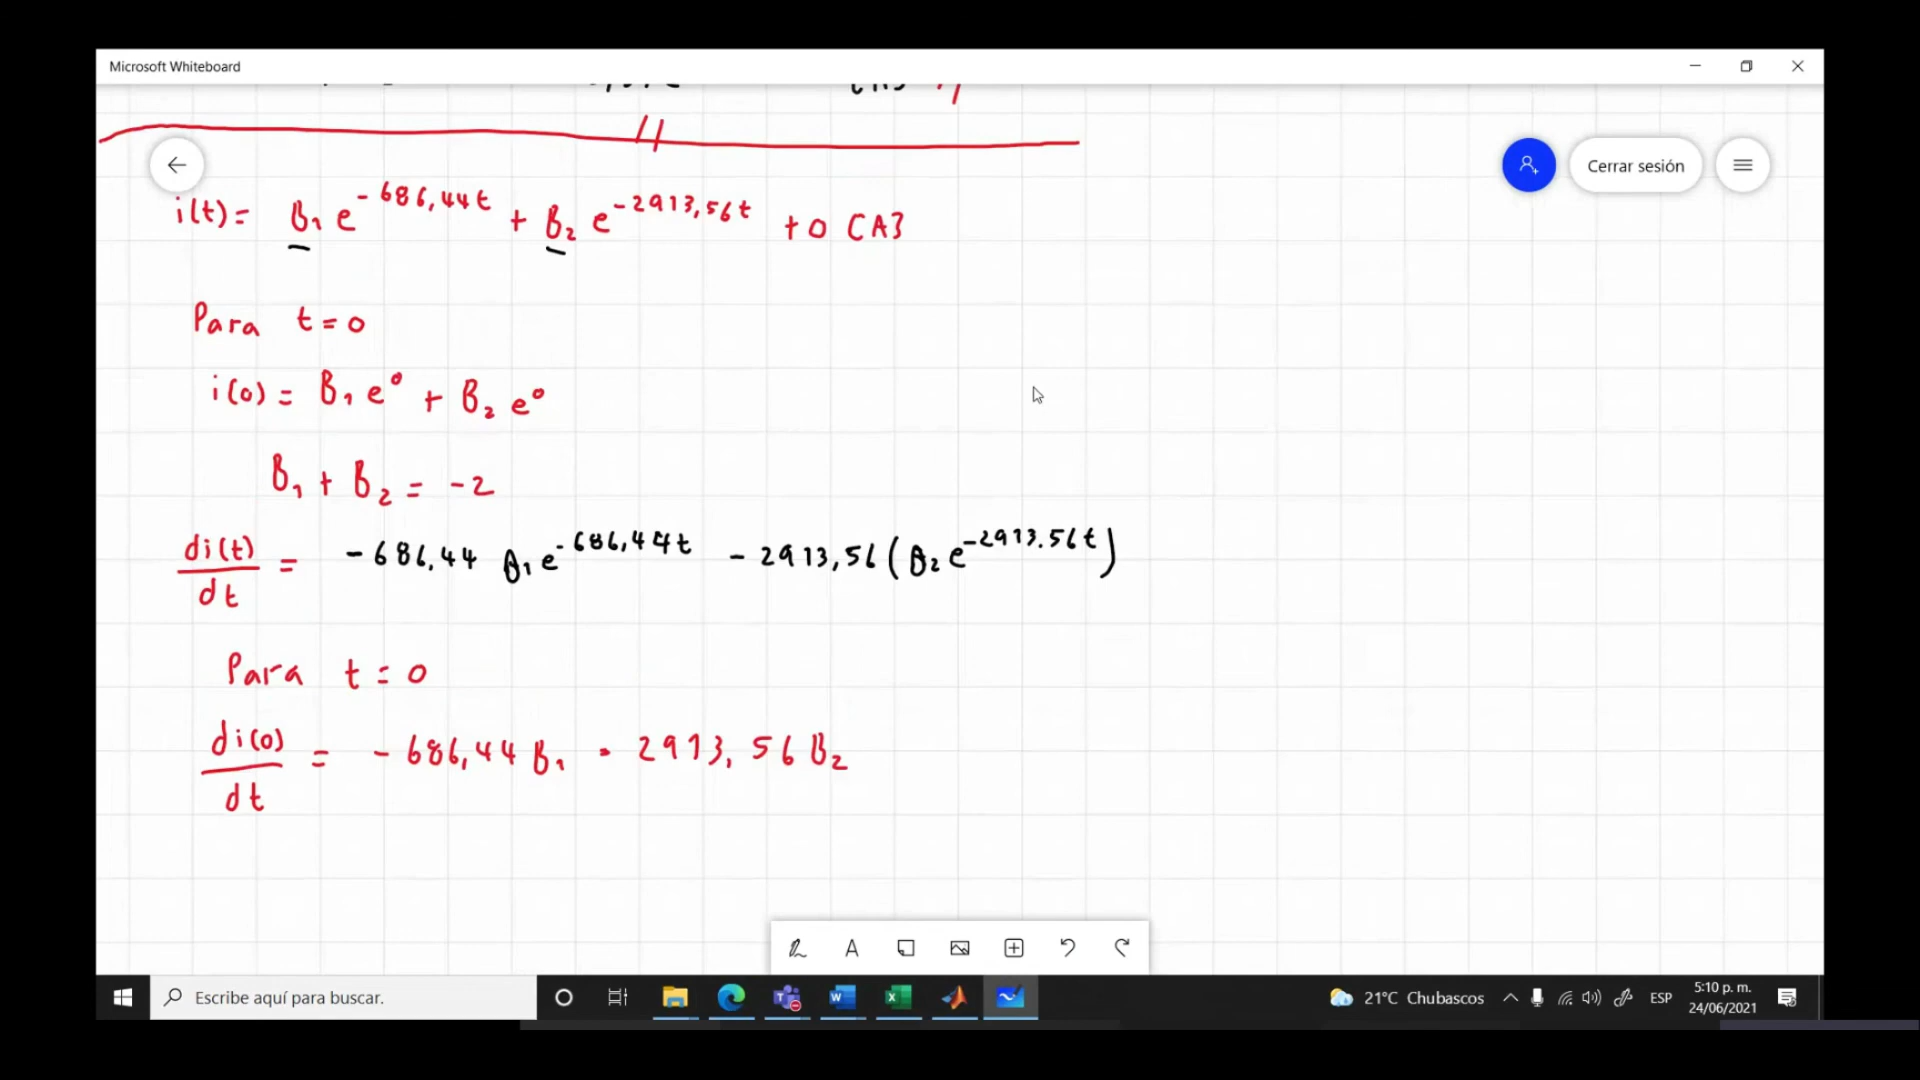 Microsoft Whiteboard
Cerrar sesión
i(t) = B₁ e^-686,44t + B₂ e^-2913,56t + 0 [A]
Para t = 0
i(0) = B₁ e⁰ + B₂ e⁰
B₁ + B₂ = -2
di(t)/dt = -686,44 B₁ e^-686,44t - 2913,56 (B₂ e^-2913.56t)
Para t = 0
di(0)/dt = - 686,44 B₁ - 2913,56 B₂
Escribe aquí para buscar.
21°C Chubascos
ESP
5:10 p. m.
24/06/2021